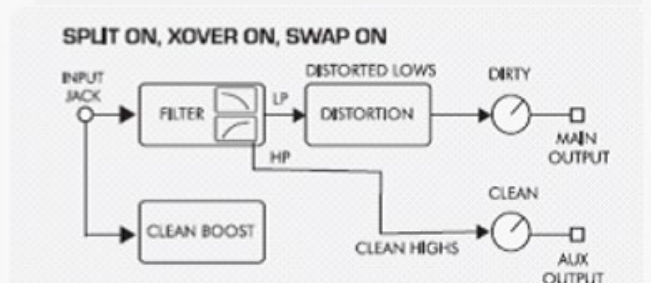 SPLIT ON, XOVER ON, SWAP ON
INPUT
JACK
FILTER
LP
HP
DISTORTED LOWS
DISTORTION
DIRTY
MAIN
OUTPUT
CLEAN BOOST
CLEAN HIGHS
CLEAN
AUX
OUTPUT